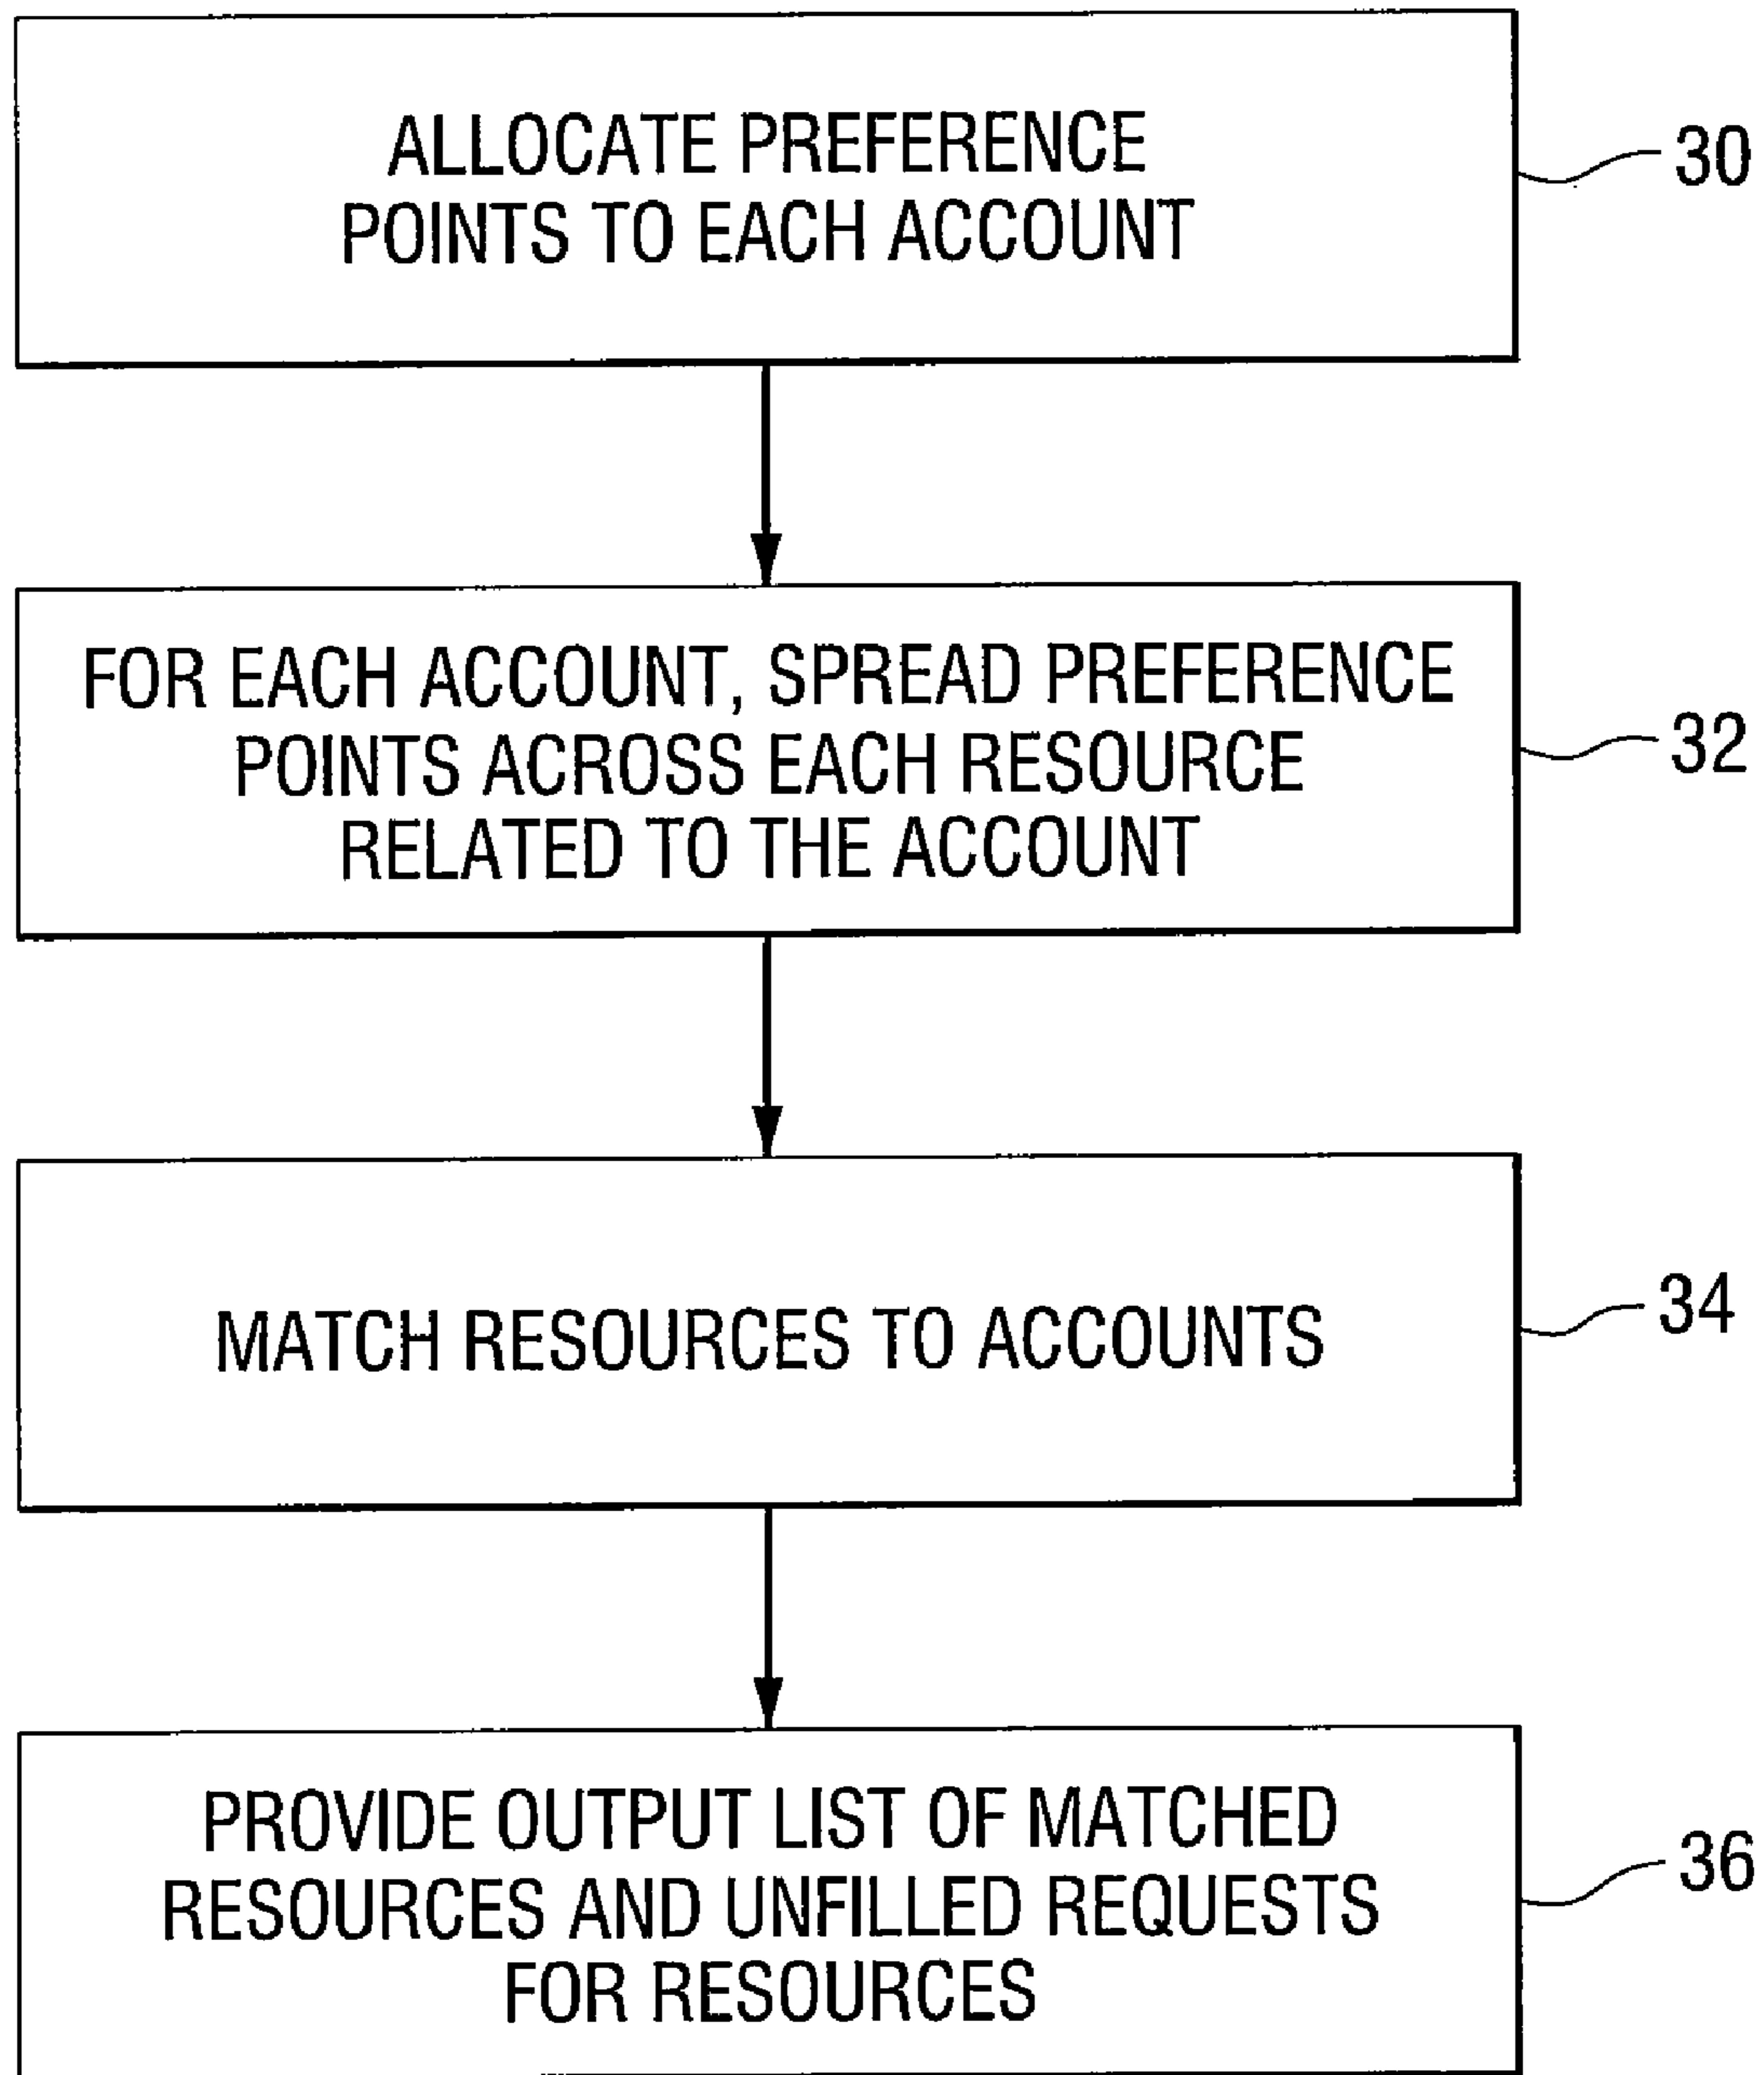 ALLOCATE PREFERENCE
POINTS TO EACH ACCOUNT
30
FOR EACH ACCOUNT, SPREAD PREFERENCE
POINTS ACROSS EACH RESOURCE
RELATED TO THE ACCOUNT
32
MATCH RESOURCES TO ACCOUNTS
34
PROVIDE OUTPUT LIST OF MATCHED
RESOURCES AND UNFILLED REQUESTS
FOR RESOURCES
36